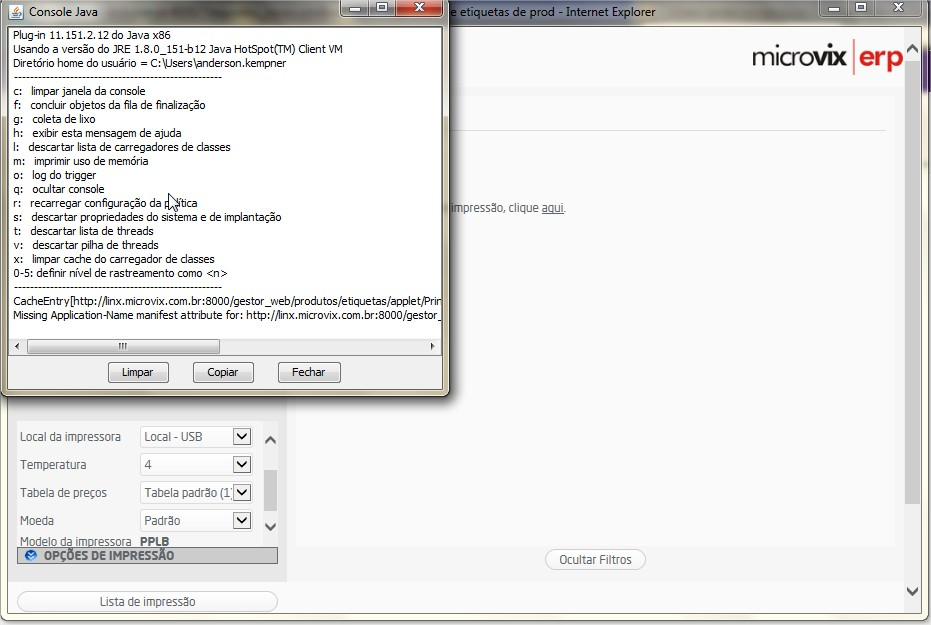 Console Java
e etiquetas de prod - Internet Explorer
Plug-in 11.151.2.12 do Java x86
Usando a versão do JRE 1.8.0_151-b12 Java HotSpot(TM) Client VM
Diretório home do usuário = C:\Users\anderson.kempner
----------------------------------------------------
c: limpar janela da console
f: concluir objetos da fila de finalização
g: coleta de lixo
h: exibir esta mensagem de ajuda
l: descartar lista de carregadores de classes
m: imprimir uso de memória
o: log do trigger
q: ocultar console
r: recarregar configuração da política
s: descartar propriedades do sistema e de implantação
t: descartar lista de threads
v: descartar pilha de threads
x: limpar cache do carregador de classes
0-5: definir nível de rastreamento como <n>
----------------------------------------------------
CacheEntry[http://linx.microvix.com.br:8000/gestor_web/produtos/etiquetas/applet/Prin
Missing Application-Name manifest attribute for: http://linx.microvix.com.br:8000/gestor_
Limpar Copiar Fechar
microvix erp
impressão, clique aqui.
Local da impressora Local - USB
Temperatura 4
Tabela de preços Tabela padrão (1
Moeda Padrão
Modelo da impressora PPLB
OPÇÕES DE IMPRESSÃO
Ocultar Filtros
Lista de impressão